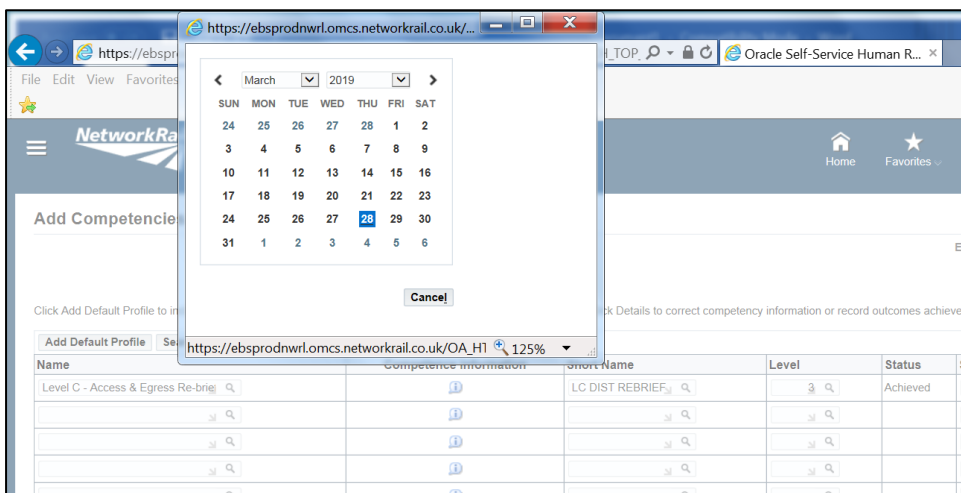 https://ebsprodnwrl.omcs.networkrail.co.uk/...
https://ebspr
H_TOP_
Oracle Self-Service Human R... ×
File Edit View Favorites
March 2019
SUN MON TUE WED THU FRI SAT
24 25 26 27 28 1 2
3 4 5 6 7 8 9
10 11 12 13 14 15 16
17 18 19 20 21 22 23
24 25 26 27 28 29 30
31 1 2 3 4 5 6
Cancel
https://ebsprodnwrl.omcs.networkrail.co.uk/OA_HT 125%
NetworkRa
Home Favorites
Add Competencie
E
Click Add Default Profile to in
ck Details to correct competency information or record outcomes achieve
Add Default Profile Se
Name Competence Information Short Name Level Status
Level C - Access & Egress Re-brie LC DIST REBRIEF 3 Achieved